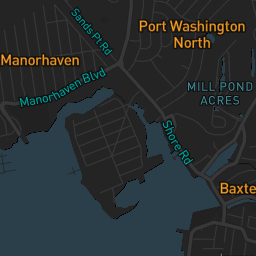 Port Washington
North
Sands Pt Rd
Manorhaven
Manorhaven Blvd
MILL POND
ACRES
Shore Rd
Baxte